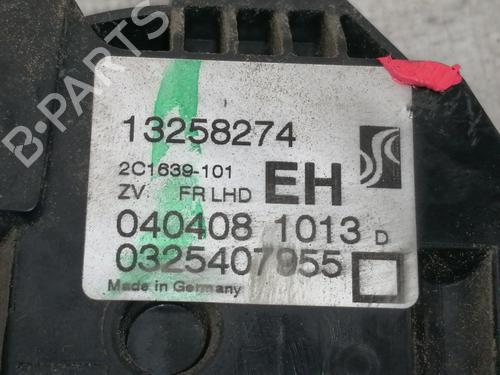 13258274
2C1639-101
ZV FR LHD EH
040408 1013 D
0325407955
Made in Germany
B-PARTS